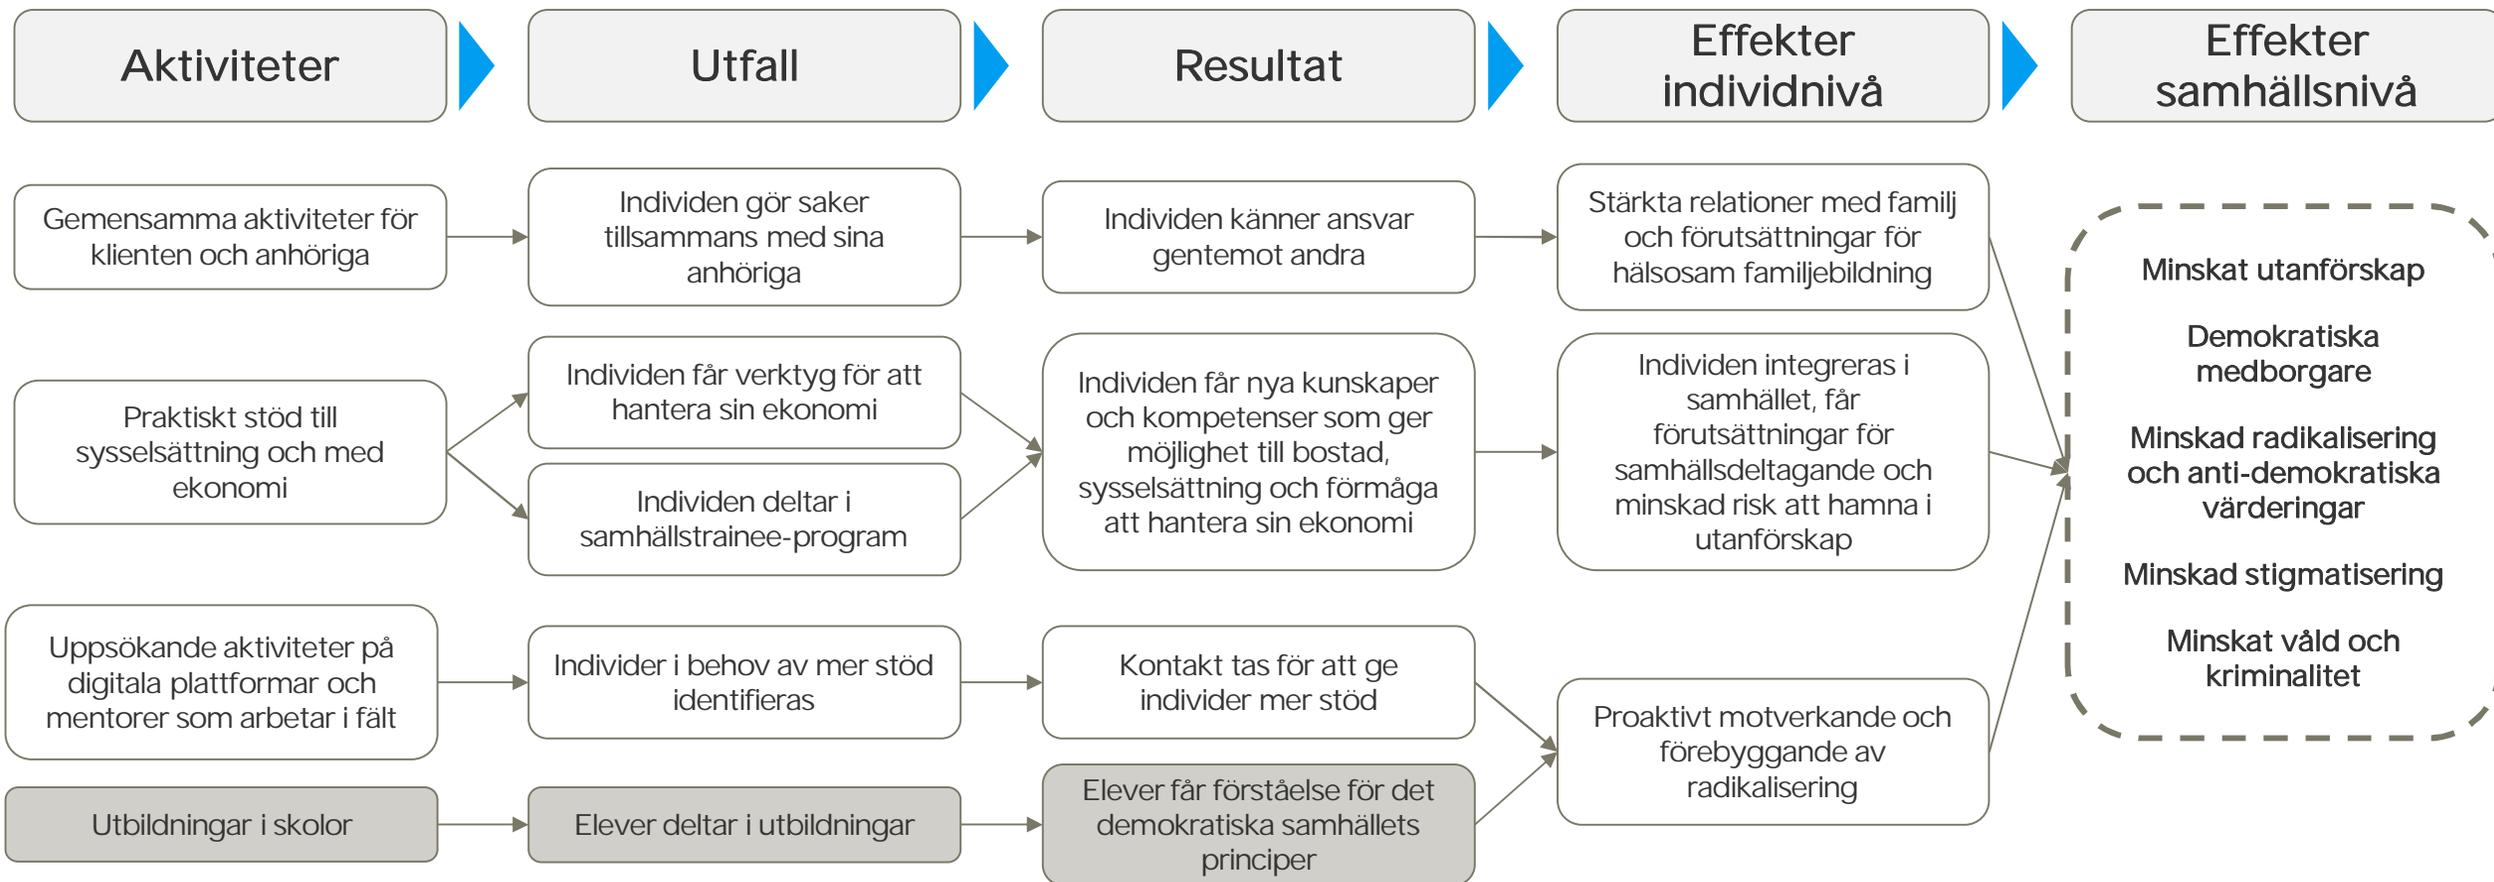 Aktiviteter
Utfall
Resultat
Effekter
individnivå
Effekter
samhällsnivå
Gemensamma aktiviteter för
klienten och anhöriga
Individen gör saker
tillsammans med sina
anhöriga
Individen känner ansvar
gentemot andra
Stärkta relationer med familj
och förutsättningar för
hälsosam familjebildning
Praktiskt stöd till
sysselsättning och med
ekonomi
Individen får verktyg för att
hantera sin ekonomi
Individen deltar i
samhällstrainee-program
Individen får nya kunskaper
och kompetenser som ger
möjlighet till bostad,
sysselsättning och förmåga
att hantera sin ekonomi
Individen integreras i
samhället, får
förutsättningar för
samhällsdeltagande och
minskad risk att hamna i
utanförskap
Uppsökande aktiviteter på
digitala plattformar och
mentorer som arbetar i fält
Individer i behov av mer stöd
identifieras
Kontakt tas för att ge
individer mer stöd
Proaktivt motverkande och
förebyggande av
radikalisering
Utbildningar i skolor
Elever deltar i utbildningar
Elever får förståelse för det
demokratiska samhällets
principer
Minskat utanförskap
Demokratiska
medborgare
Minskad radikalisering
och anti-demokratiska
värderingar
Minskad stigmatisering
Minskat våld och
kriminalitet